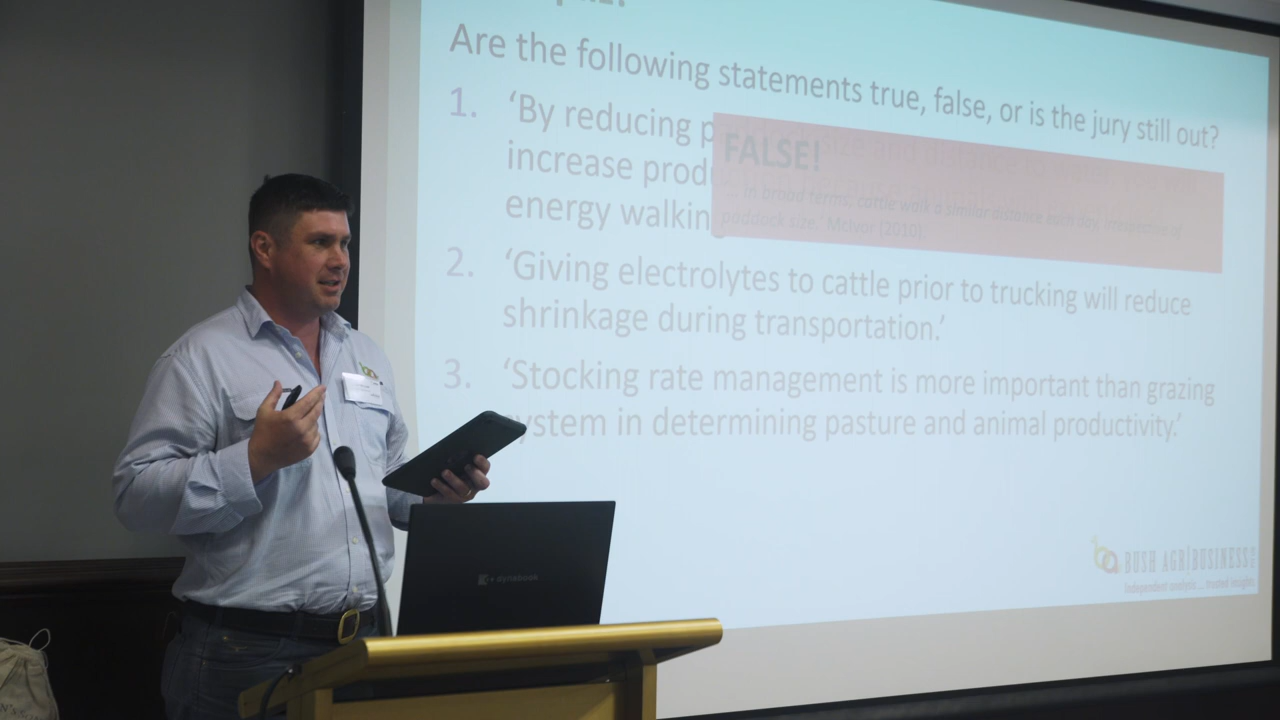 Are the following statements true, false, or is the jury still out?
1. ‘By reducing p
FALSE!
increase prod
energy walking
in broad terms, cattle walk a similar distance each day, irrespective of
paddock size.' McIvor (2010)!
2. ‘Giving electrolytes to cattle prior to trucking will reduce
shrinkage during transportation.’
3. ‘Stocking rate management is more important than grazing
system in determining pasture and animal productivity.’
BUSH AGRIBUSINESS
Independent analysis... trusted insights
dynabook